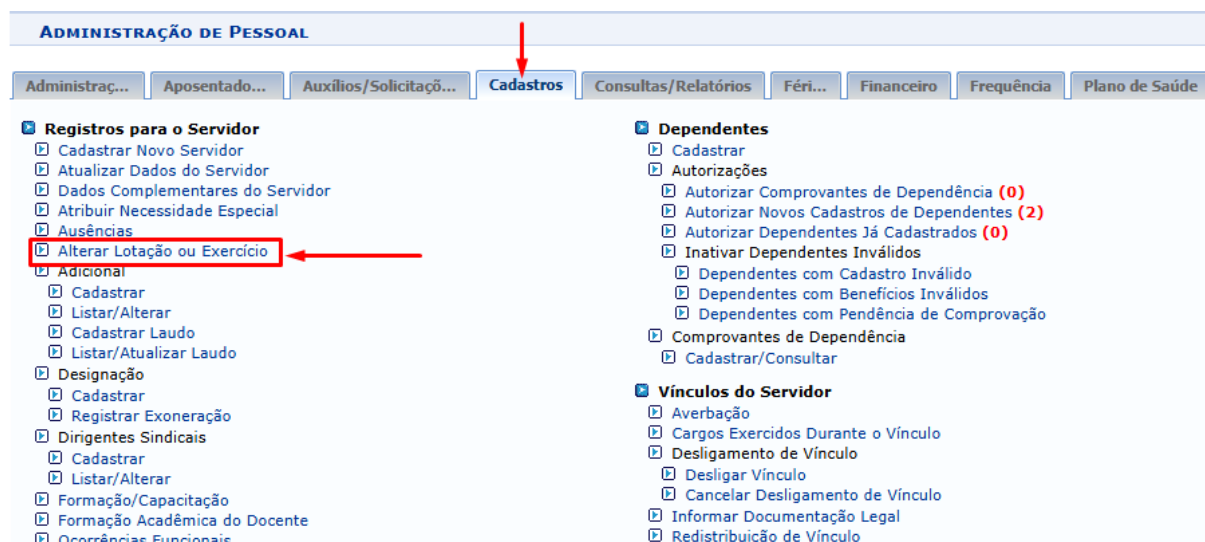 Administração de Pessoal
Administraç... Aposentado... Auxílios/Solicitaçõ... Cadastros Consultas/Relatórios Féri... Financeiro Frequência Plano de Saúde
Registros para o Servidor
Cadastrar Novo Servidor
Atualizar Dados do Servidor
Dados Complementares do Servidor
Atribuir Necessidade Especial
Ausências
Alterar Lotação ou Exercício
Adicional
Cadastrar
Listar/Alterar
Cadastrar Laudo
Listar/Atualizar Laudo
Designação
Cadastrar
Registrar Exoneração
Dirigentes Sindicais
Cadastrar
Listar/Alterar
Formação/Capacitação
Formação Acadêmica do Docente
Ocorrências Funcionais
Dependentes
Cadastrar
Autorizações
Autorizar Comprovantes de Dependência (0)
Autorizar Novos Cadastros de Dependentes (2)
Autorizar Dependentes Já Cadastrados (0)
Inativar Dependentes Inválidos
Dependentes com Cadastro Inválido
Dependentes com Benefícios Inválidos
Dependentes com Pendência de Comprovação
Comprovantes de Dependência
Cadastrar/Consultar
Vínculos do Servidor
Averbação
Cargos Exercidos Durante o Vínculo
Desligamento de Vínculo
Desligar Vínculo
Cancelar Desligamento de Vínculo
Informar Documentação Legal
Redistribuição de Vínculo